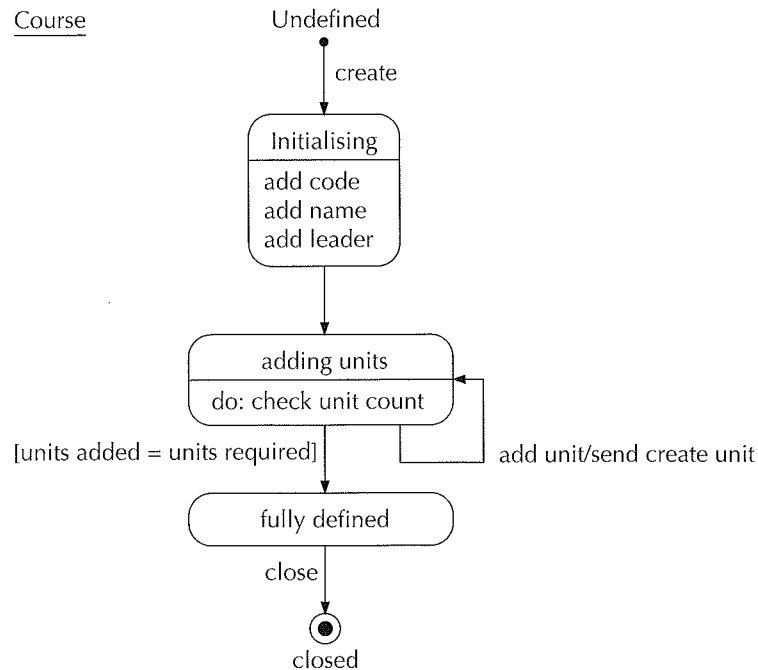 Course
Undefined
create
Initialising
add code
add name
add leader
adding units
do: check unit count
[units added = units required]
add unit/send create unit
fully defined
close
closed